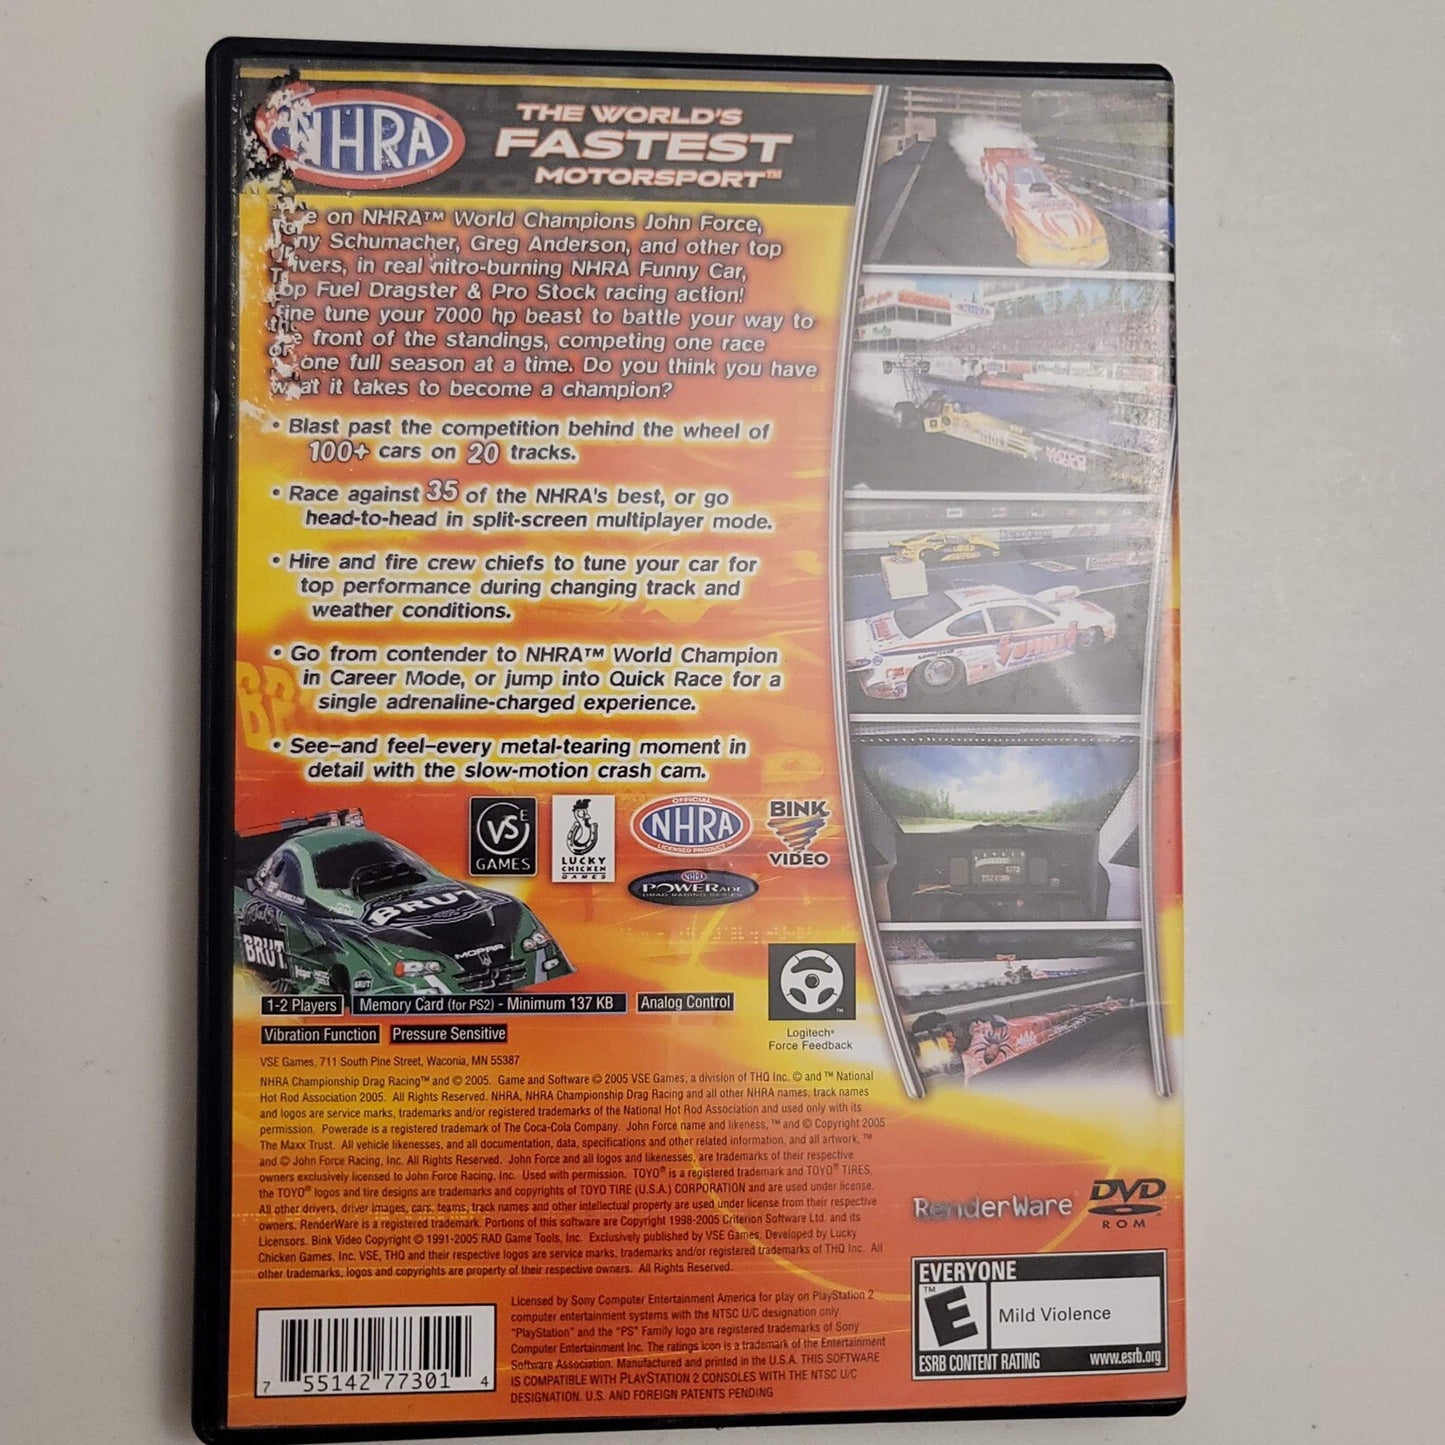 NHRA
THE WORLD'S
FASTEST
MOTORSPORT™
on NHRA™ World Champions John Force,
Schumacher, Greg Anderson, and other top
in real nitro-burning NHRA Funny Car,
Fuel Dragster & Pro Stock racing action!
Fine tune your 7000 hp beast to battle your way to
the front of the standings, competing one race
or one full season at a time. Do you think you have
what it takes to become a champion?
• Blast past the competition behind the wheel of
100+ cars on 20 tracks.
• Race against 35 of the NHRA's best, or go
head-to-head in split-screen multiplayer mode.
• Hire and fire crew chiefs to tune your car for
top performance during changing track and
weather conditions.
• Go from contender to NHRA™ World Champion
in Career Mode, or jump into Quick Race for a
single adrenaline-charged experience.
• See–and feel–every metal-tearing moment in
detail with the slow-motion crash cam.
VSE
GAMES
LUCKY
CHICKEN
GAMES
OFFICIAL
NHRA
LICENSED PRODUCT
NHRA
POWERade
DRAG RACING SERIES
BINK
VIDEO
BRUT
MOPAR
BRUT
1-2 Players
Memory Card (for PS2) - Minimum 137 KB
Analog Control
Vibration Function
Pressure Sensitive
Logitech®
Force Feedback
VSE Games, 711 South Pine Street, Waconia, MN 55387
NHRA Championship Drag Racing™ and © 2005. Game and Software © 2005 VSE Games, a division of THQ Inc. © and ™ National
Hot Rod Association 2005. All Rights Reserved. NHRA, NHRA Championship Drag Racing and all other NHRA names, track names
and logos are service marks, trademarks and/or registered trademarks of the National Hot Rod Association and used only with its
permission. Powerade is a registered trademark of The Coca-Cola Company. John Force name and likeness, ™ and © Copyright 2005
The Maxx Trust. All vehicle likenesses, and all documentation, data, specifications and other related information, and all artwork, ™
and © John Force Racing, Inc. All Rights Reserved. John Force and all logos and likenesses, are trademarks of their respective
owners exclusively licensed to John Force Racing, Inc. Used with permission. TOYO® is a registered trademark and TOYO® TIRES,
the TOYO® logos and tire designs are trademarks and copyrights of TOYO TIRE (U.S.A.) CORPORATION and are used under license.
All other drivers, driver images, cars, teams, track names and other intellectual property are used under license from their respective
owners. RenderWare is a registered trademark. Portions of this software are Copyright 1998-2005 Criterion Software Ltd. and its
Licensors. Bink Video Copyright © 1991-2005 RAD Game Tools, Inc. Exclusively published by VSE Games. Developed by Lucky
Chicken Games, Inc. VSE, THQ and their respective logos are service marks, trademarks and/or registered trademarks of THQ Inc. All
other trademarks, logos and copyrights are property of their respective owners. All Rights Reserved.
RenderWare
DVD
ROM
Licensed by Sony Computer Entertainment America for play on PlayStation 2
computer entertainment systems with the NTSC U/C designation only.
"PlayStation" and the "PS" Family logo are registered trademarks of Sony
Computer Entertainment Inc. The ratings icon is a trademark of the Entertainment
Software Association. Manufactured and printed in the U.S.A. THIS SOFTWARE
IS COMPATIBLE WITH PLAYSTATION 2 CONSOLES WITH THE NTSC U/C
DESIGNATION. U.S. AND FOREIGN PATENTS PENDING
7 55142 77301 4
EVERYONE
E™
Mild Violence
ESRB CONTENT RATING www.esrb.org